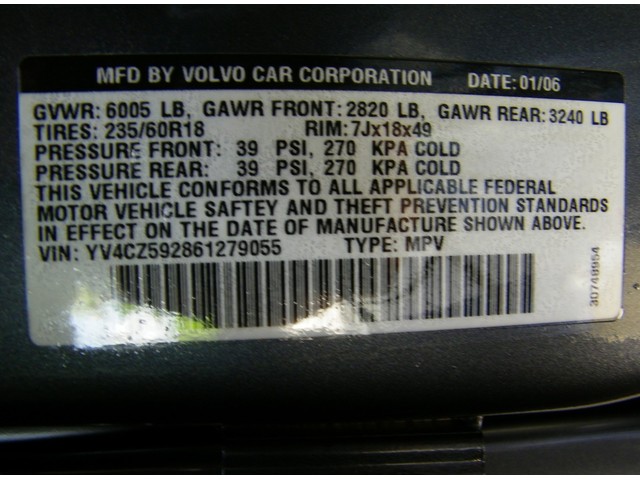 MFD BY VOLVO CAR CORPORATION DATE: 01/06
GVWR: 6005 LB, GAWR FRONT: 2820 LB, GAWR REAR: 3240 LB
TIRES: 235/60R18 RIM: 7Jx18x49
PRESSURE FRONT: 39 PSI, 270 KPA COLD
PRESSURE REAR: 39 PSI, 270 KPA COLD
THIS VEHICLE CONFORMS TO ALL APPLICABLE FEDERAL
MOTOR VEHICLE SAFTEY AND THEFT PREVENTION STANDARDS
IN EFFECT ON THE DATE OF MANUFACTURE SHOWN ABOVE.
VIN: YV4CZ592861279055 TYPE: MPV
30748954